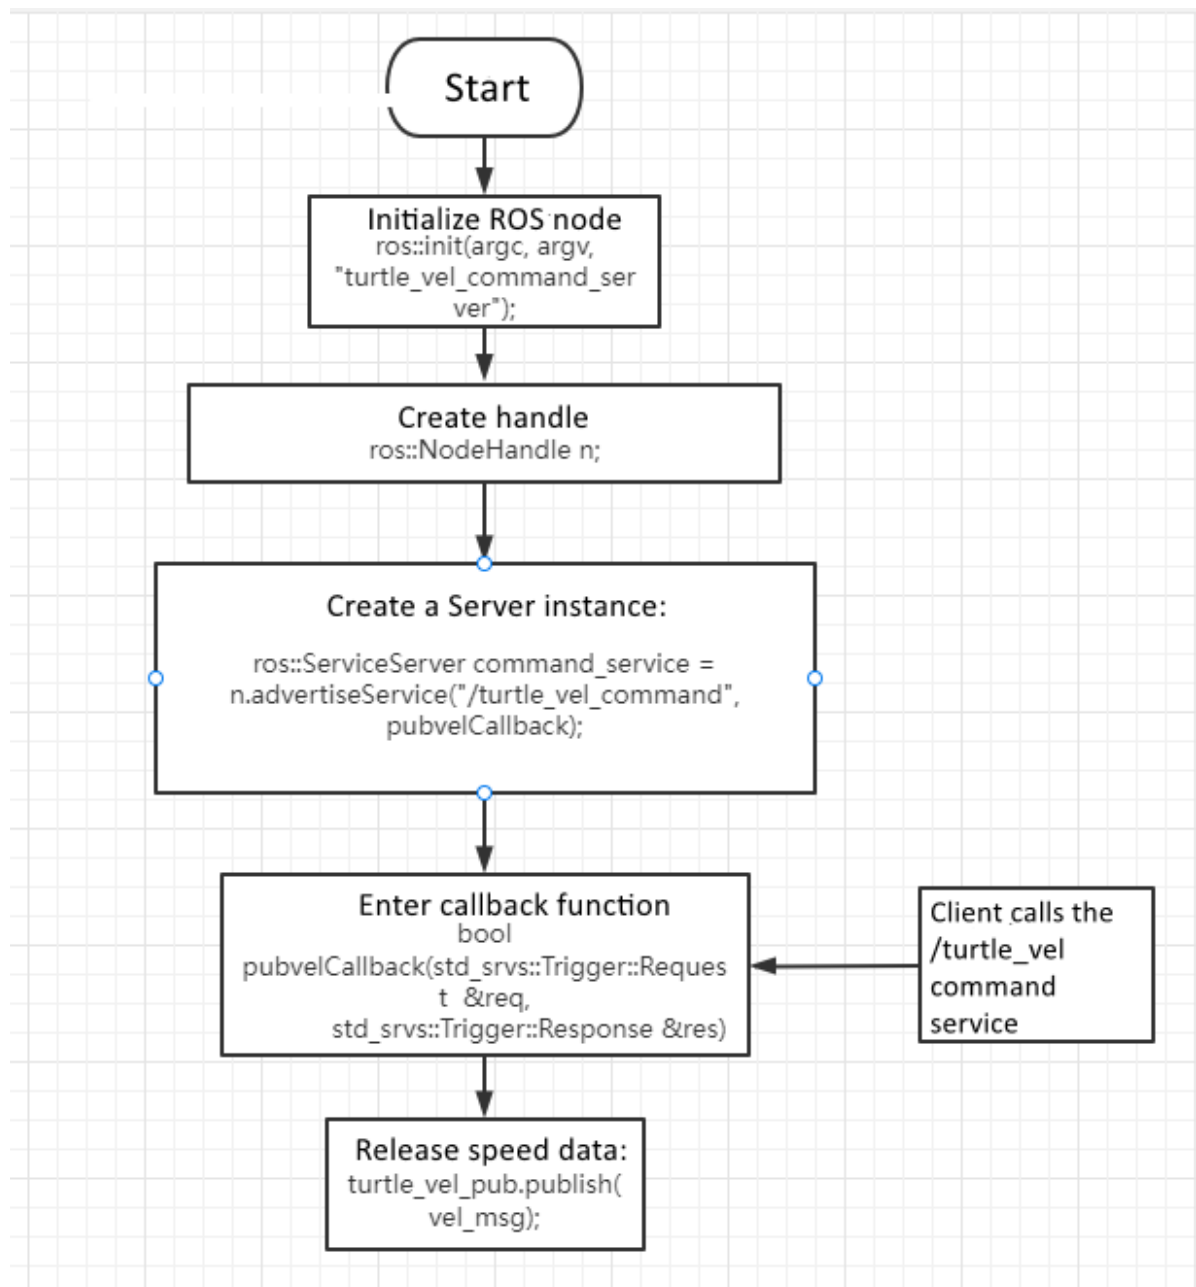 Start
Initialize ROS node
ros::init(argc, argv,
"turtle_vel_command_ser
ver");
Create handle
ros::NodeHandle n;
Create a Server instance:
ros::ServiceServer command_service =
n.advertiseService("/turtle_vel_command",
pubvelCallback);
Enter callback function
bool
pubvelCallback(std_srvs::Trigger::Reques
t &req,
std_srvs::Trigger::Response &res)
Client calls the
/turtle_vel
command
service
Release speed data:
turtle_vel_pub.publish(
vel_msg);